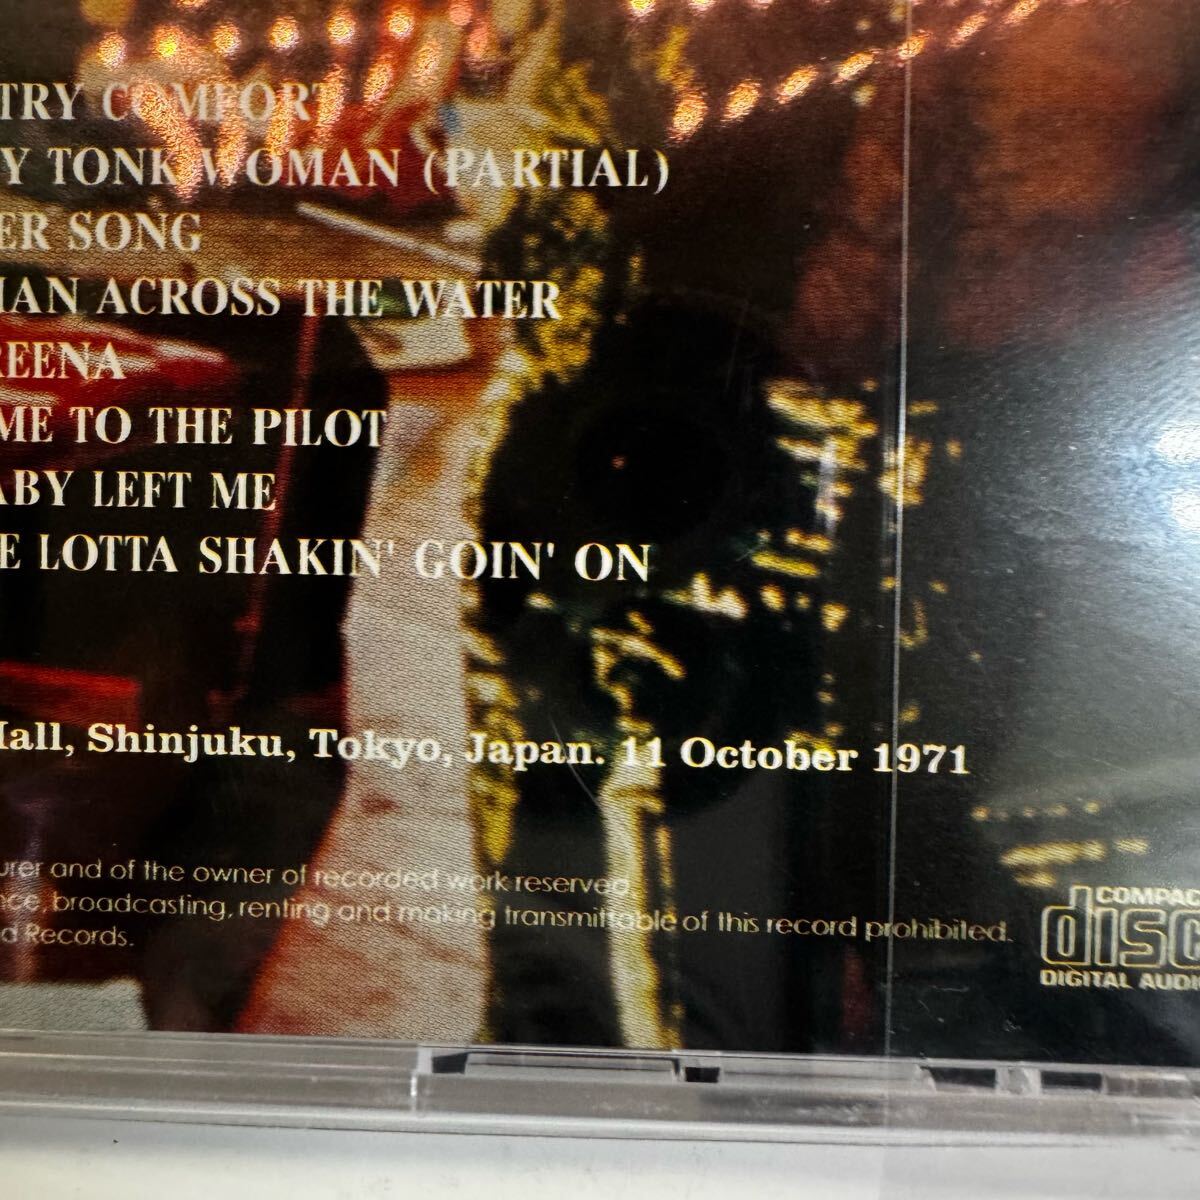 TRY COMFORT
Y TONK WOMAN (PARTIAL)
ER SONG
MAN ACROSS THE WATER
REENA
ME TO THE PILOT
ABY LEFT ME
E LOTTA SHAKIN' GOIN' ON
Hall, Shinjuku, Tokyo, Japan. 11 October 1971
urer and of the owner of recorded work reserved.
nce, broadcasting, renting and making transmittable of this record prohibited.
d Records.
COMPAC
disc
DIGITAL AUDIO